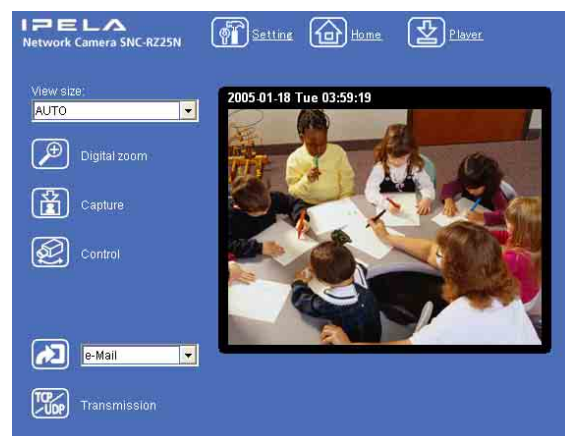 IPELA
Network Camera SNC-RZ25N
Setting
Home
Player
View size:
AUTO
2005-01-18 Tue 03:59:19
Digital zoom
Capture
Control
e-Mail
TCP/UDP
Transmission